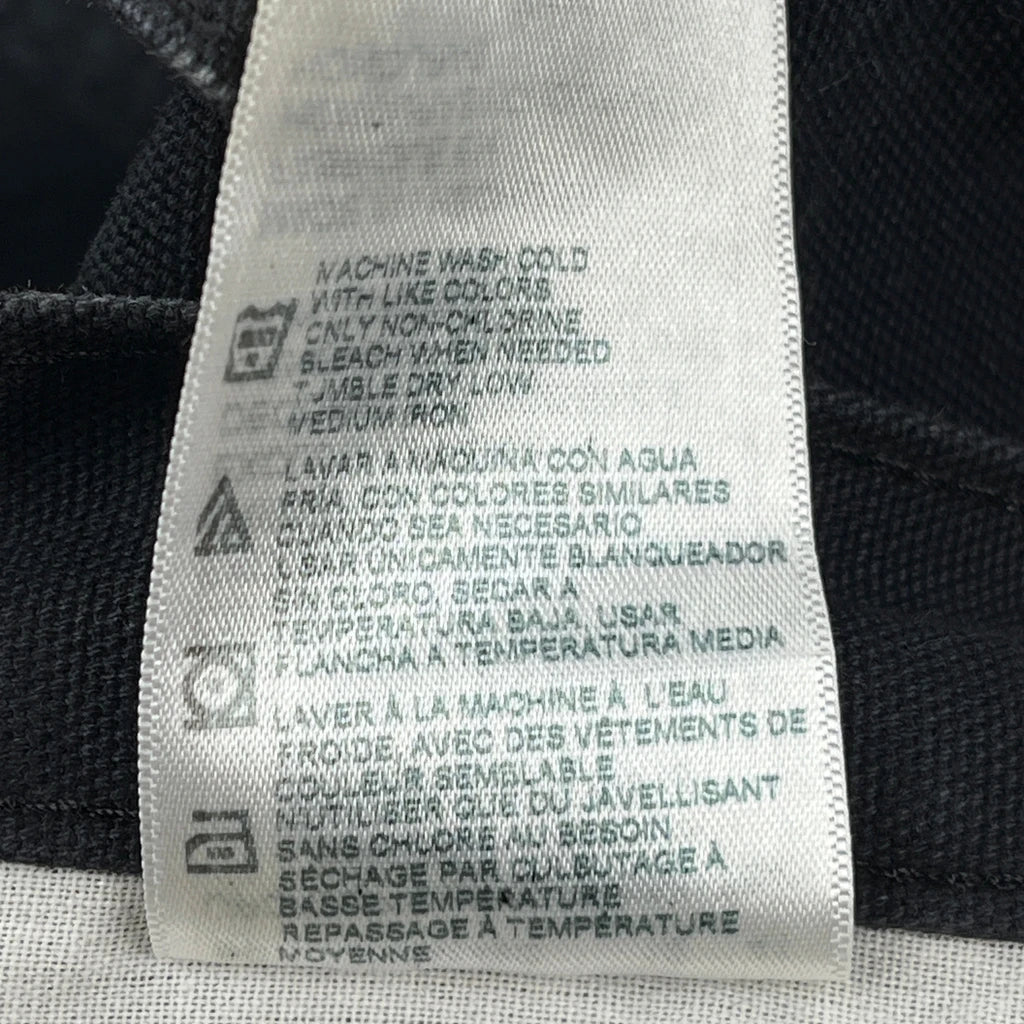 MACHINE WASH COLD
WITH LIKE COLORS
ONLY NON-CHLORINE
BLEACH WHEN NEEDED
TUMBLE DRY LOW
MEDIUM IRON
LAVAR A MAQUINA CON AGUA
FRIA, CON COLORES SIMILARES
CUANDO SEA NECESARIO
USAR ÚNICAMENTE BLANQUEADOR
SIN CLORO, SECAR A
TEMPERATURA BAJA, USAR
PLANCHA A TEMPERATURA MEDIA
LAVER À LA MACHINE À L'EAU
FROIDE, AVEC DES VÊTEMENTS DE
COULEUR SEMBLABLE
N'UTILISER QUE DU JAVELLISANT
SANS CHLORE AU BESOIN
SÉCHAGE PAR CULBUTAGE À
BASSE TEMPÉRATURE
REPASSAGE À TEMPÉRATURE
MOYENNE